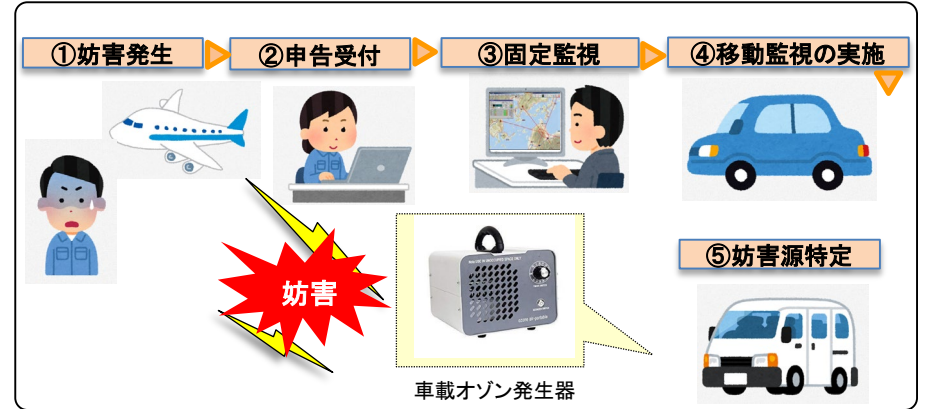 ①妨害発生
②申告受付
③固定監視
④移動監視の実施
⑤妨害源特定
妨害
車載オゾン発生器